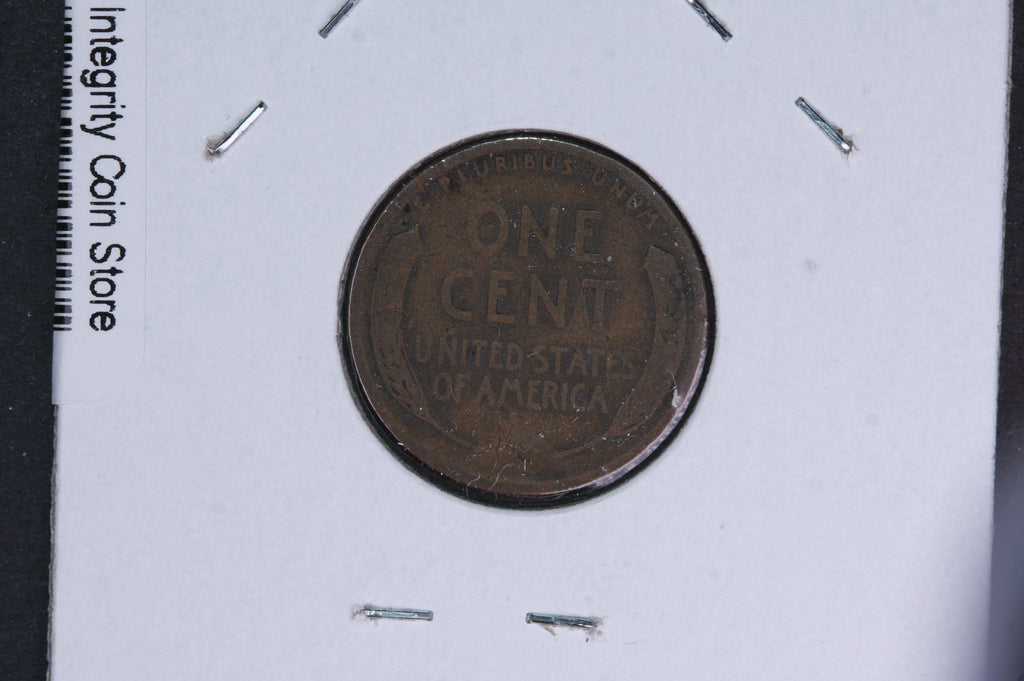 Integrity Coin Store
E PLURIBUS UNUM
ONE
CENT
UNITED STATES
OF AMERICA